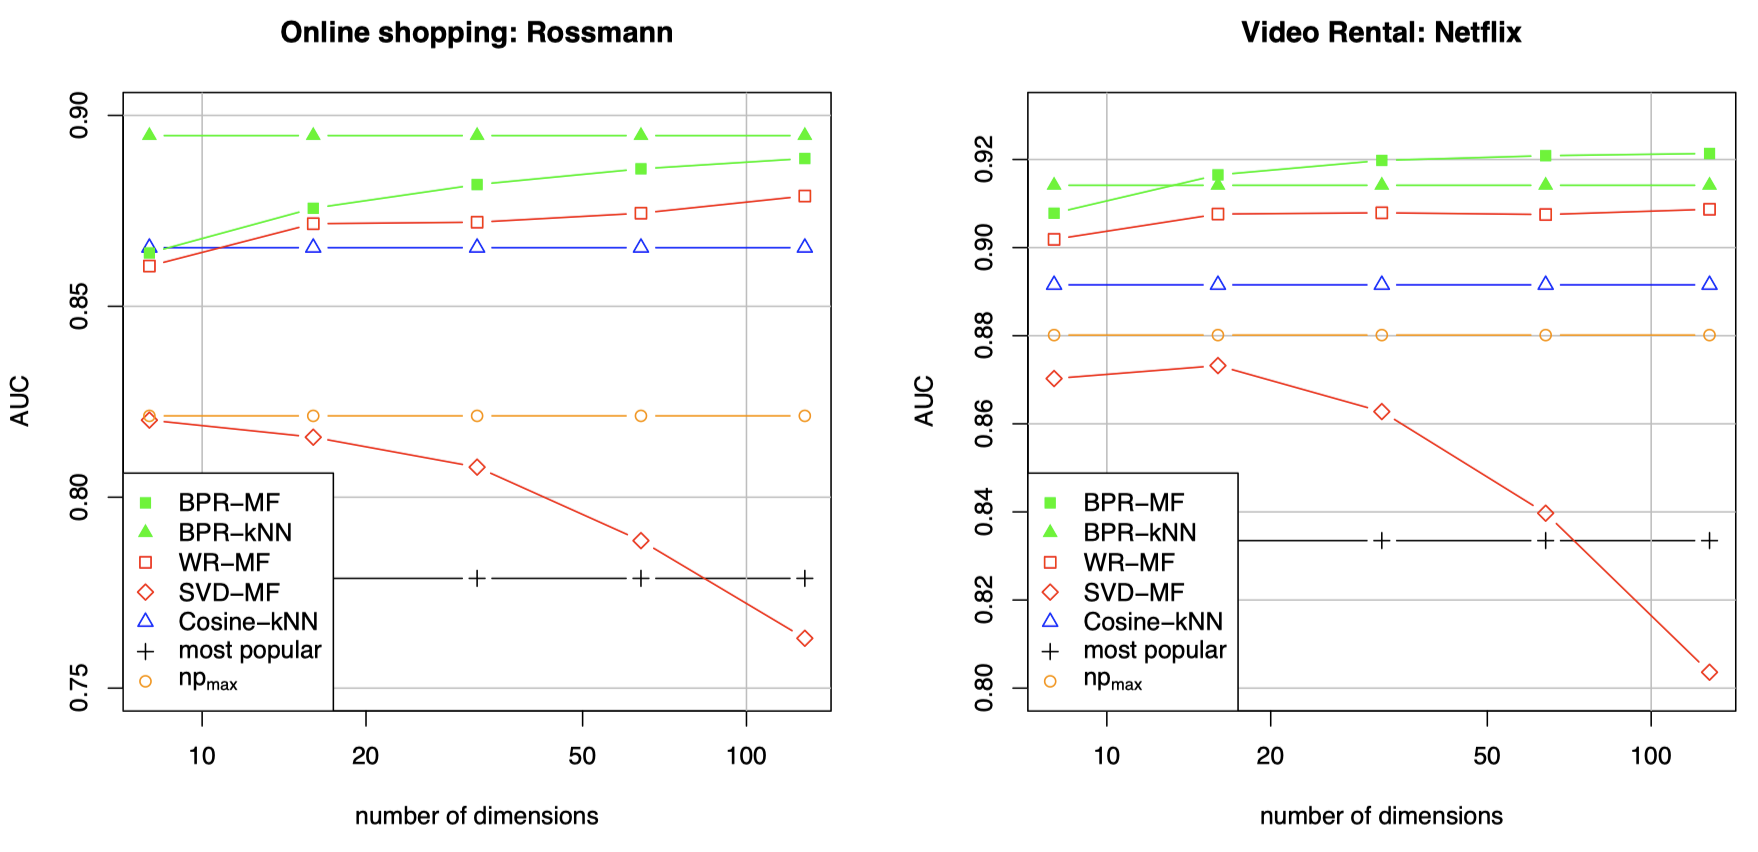 Online shopping: Rossmann
AUC
0.90
0.85
0.80
0.75
BPR−MF
BPR−kNN
WR−MF
SVD−MF
Cosine−kNN
most popular
npmax
10 20 50 100
number of dimensions
Video Rental: Netflix
AUC
0.92
0.90
0.88
0.86
0.84
0.82
0.80
BPR−MF
BPR−kNN
WR−MF
SVD−MF
Cosine−kNN
most popular
npmax
10 20 50 100
number of dimensions